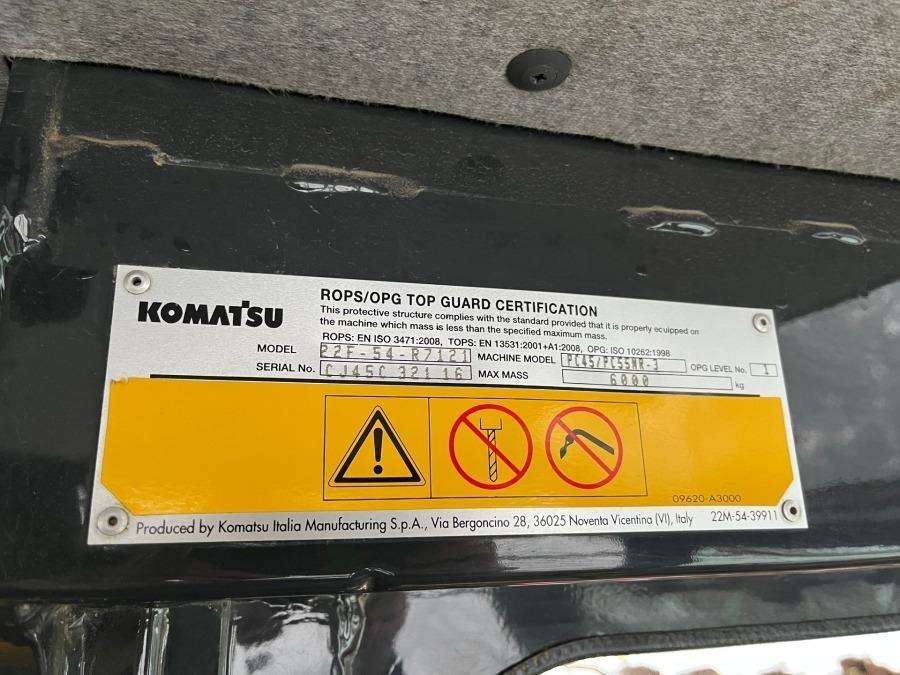 KOMATSU
ROPS/OPG TOP GUARD CERTIFICATION
This protective structure complies with the standard provided that it is properly ecuipped on
the machine which mass is less than the specified maximum mass.
ROPS: EN ISO 3471:2008, TOPS: EN 13531:2001+A1:2008, OPG: ISO 10262:1998
MODEL 22F-54-R7121 MACHINE MODEL PC45/PC55MR-3 OPG LEVEL No. 1
SERIAL No. CJ45C 321 16 MAX MASS 6000 kg
09620-A3000
Produced by Komatsu Italia Manufacturing S.p.A., Via Bergoncino 28, 36025 Noventa Vicentina (VI), Italy 22M-54-39911